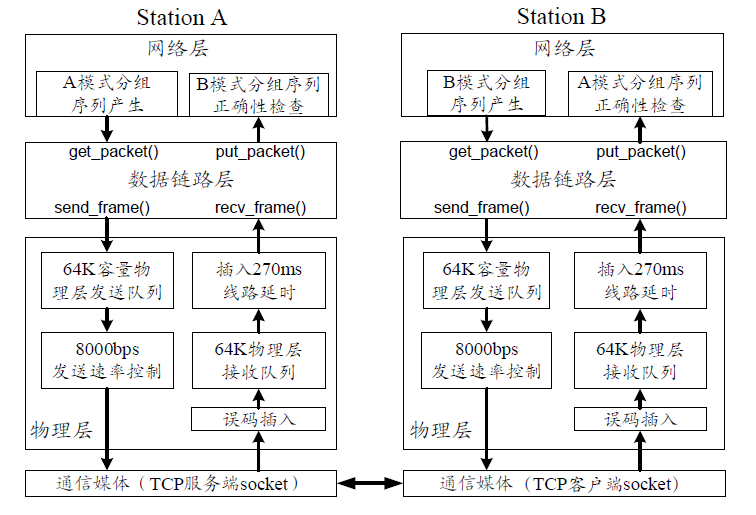 Station A
网络层
A模式分组
序列产生
B模式分组序列
正确性检查
get_packet()
put_packet()
数据链路层
send_frame()
recv_frame()
64K容量物
理层发送队列
插入270ms
线路延时
8000bps
发送速率控制
64K物理层
接收队列
误码插入
物理层
通信媒体（TCP服务端socket）
Station B
网络层
B模式分组
序列产生
A模式分组序列
正确性检查
get_packet()
put_packet()
数据链路层
send_frame()
recv_frame()
64K容量物
理层发送队列
插入270ms
线路延时
8000bps
发送速率控制
64K物理层
接收队列
误码插入
物理层
通信媒体（TCP客户端socket）